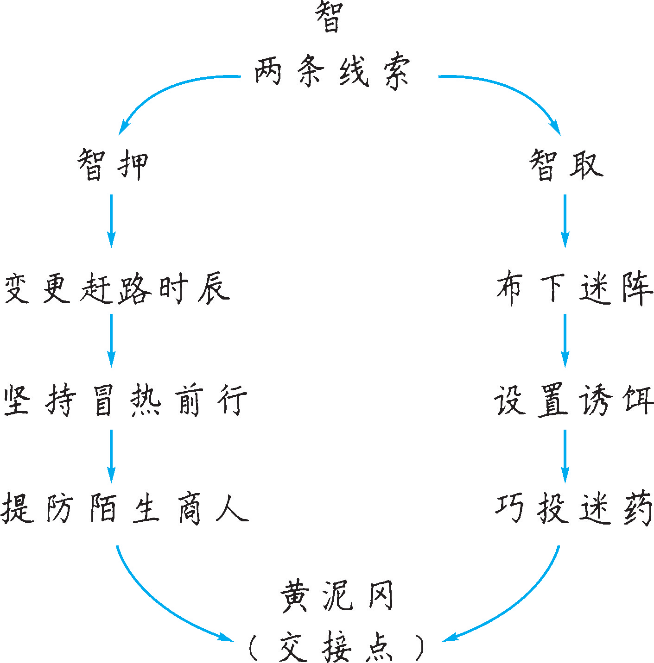 智
两条线索
智押
智取
变更赶路时辰
布下迷阵
坚持冒热前行
设置诱饵
提防陌生商人
巧投迷药
黄泥冈
(交接点)